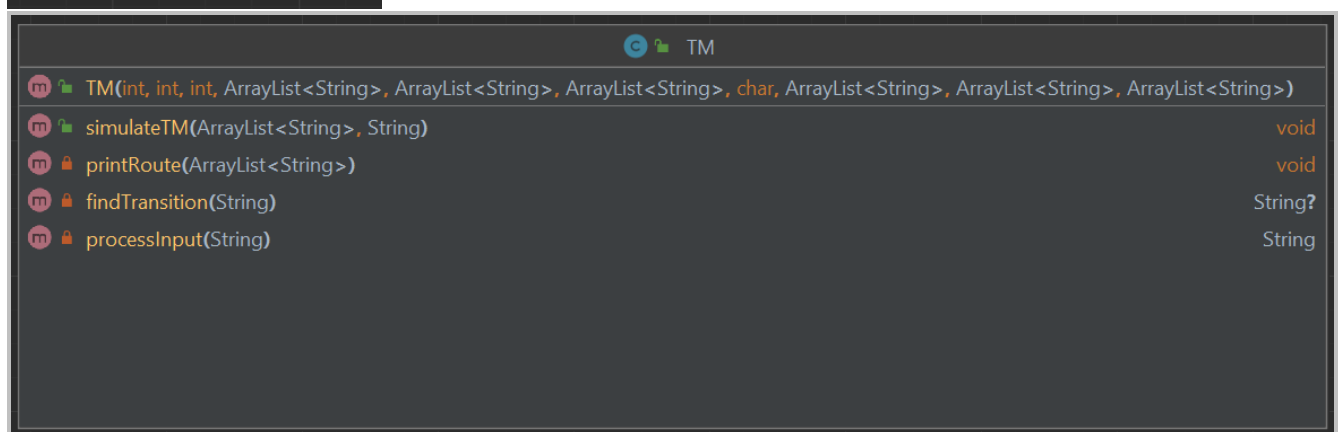 C TM
m TM(int, int, int, ArrayList<String>, ArrayList<String>, ArrayList<String>, char, ArrayList<String>, ArrayList<String>, ArrayList<String>)
m simulateTM(ArrayList<String>, String) void
m printRoute(ArrayList<String>) void
m findTransition(String) String?
m processInput(String) String